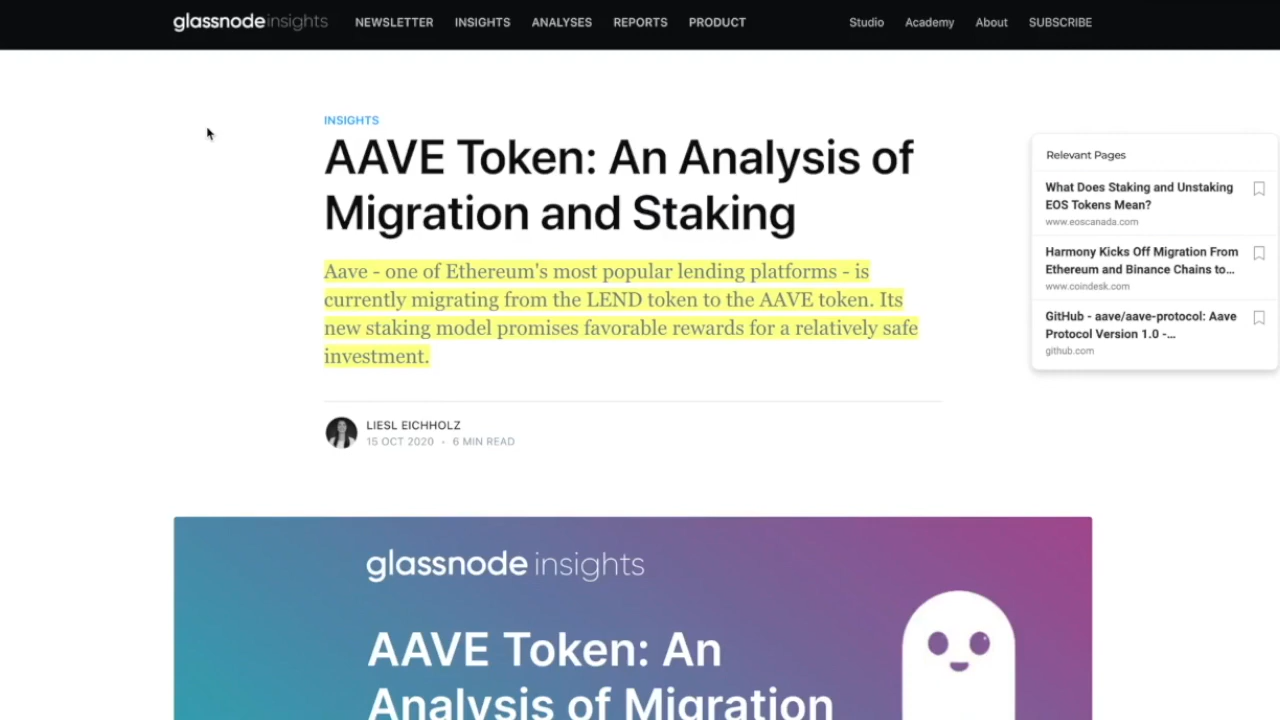 glassnode insights NEWSLETTER INSIGHTS ANALYSES REPORTS PRODUCT Studio Academy About SUBSCRIBE
INSIGHTS
AAVE Token: An Analysis of
Migration and Staking
Aave - one of Ethereum's most popular lending platforms - is
currently migrating from the LEND token to the AAVE token. Its
new staking model promises favorable rewards for a relatively safe
investment.
LIESL EICHHOLZ
15 OCT 2020 • 6 MIN READ
Relevant Pages
What Does Staking and Unstaking
EOS Tokens Mean?
www.eoscanada.com
Harmony Kicks Off Migration From
Ethereum and Binance Chains to...
www.coindesk.com
GitHub - aave/aave-protocol: Aave
Protocol Version 1.0 -...
github.com
glassnode insights
AAVE Token: An
Analysis of Migration